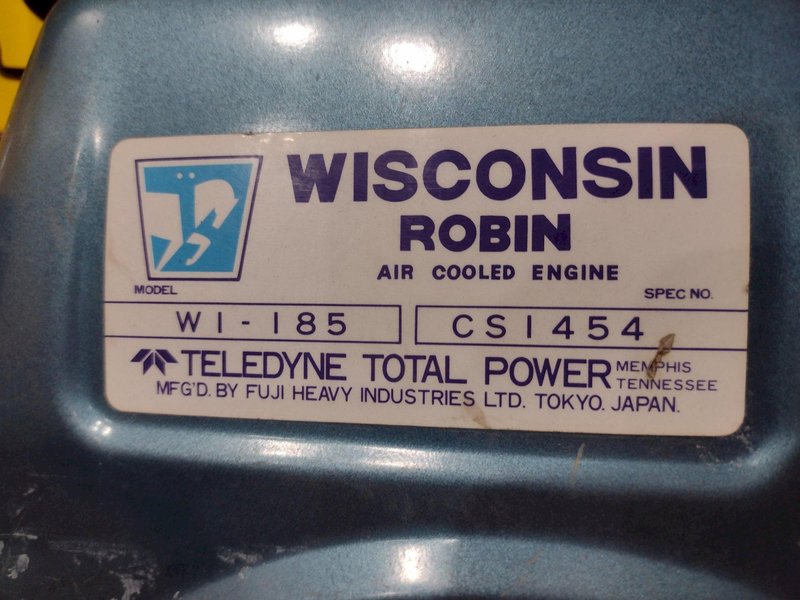 WISCONSIN
ROBIN
AIR COOLED ENGINE
MODEL SPEC NO.
W1-185 CS1454
TELEDYNE TOTAL POWER MEMPHIS TENNESSEE
MFG'D. BY FUJI HEAVY INDUSTRIES LTD. TOKYO. JAPAN.